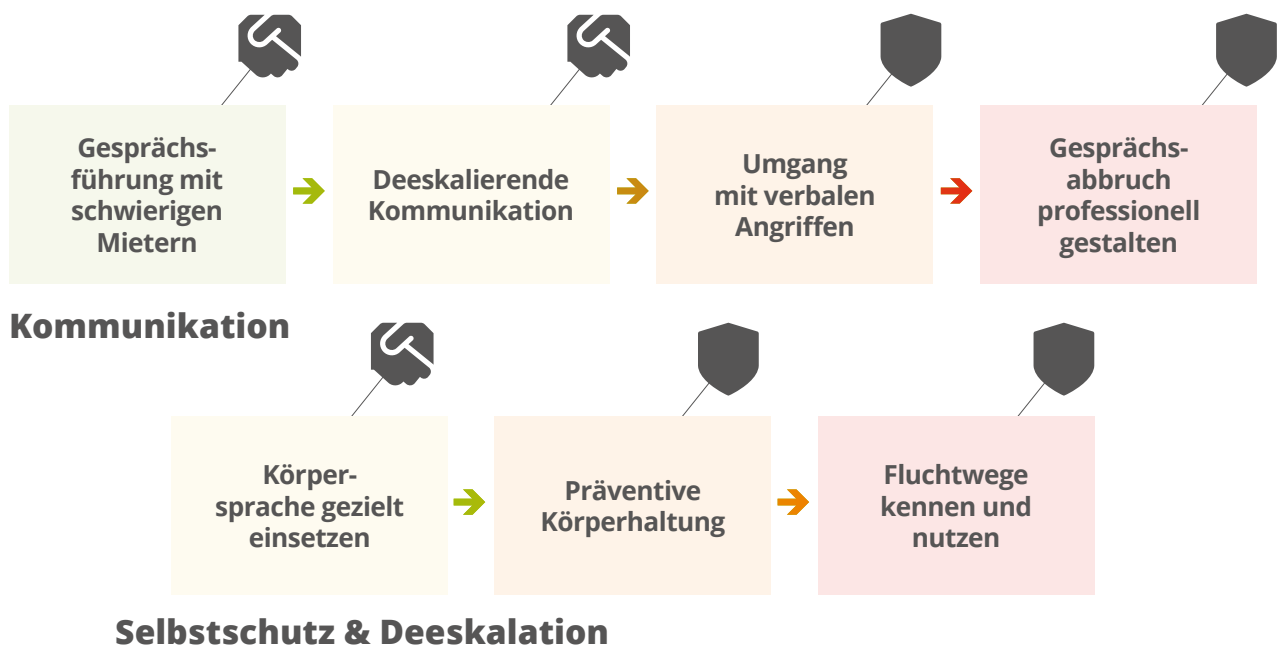 Gesprächs-
führung mit
schwierigen
Mietern
Deeskalierende
Kommunikation
Umgang
mit verbalen
Angriffen
Gesprächs-
abbruch
professionell
gestalten
Kommunikation
Körper-
sprache gezielt
einsetzen
Präventive
Körperhaltung
Fluchtwege
kennen und
nutzen
Selbstschutz & Deeskalation